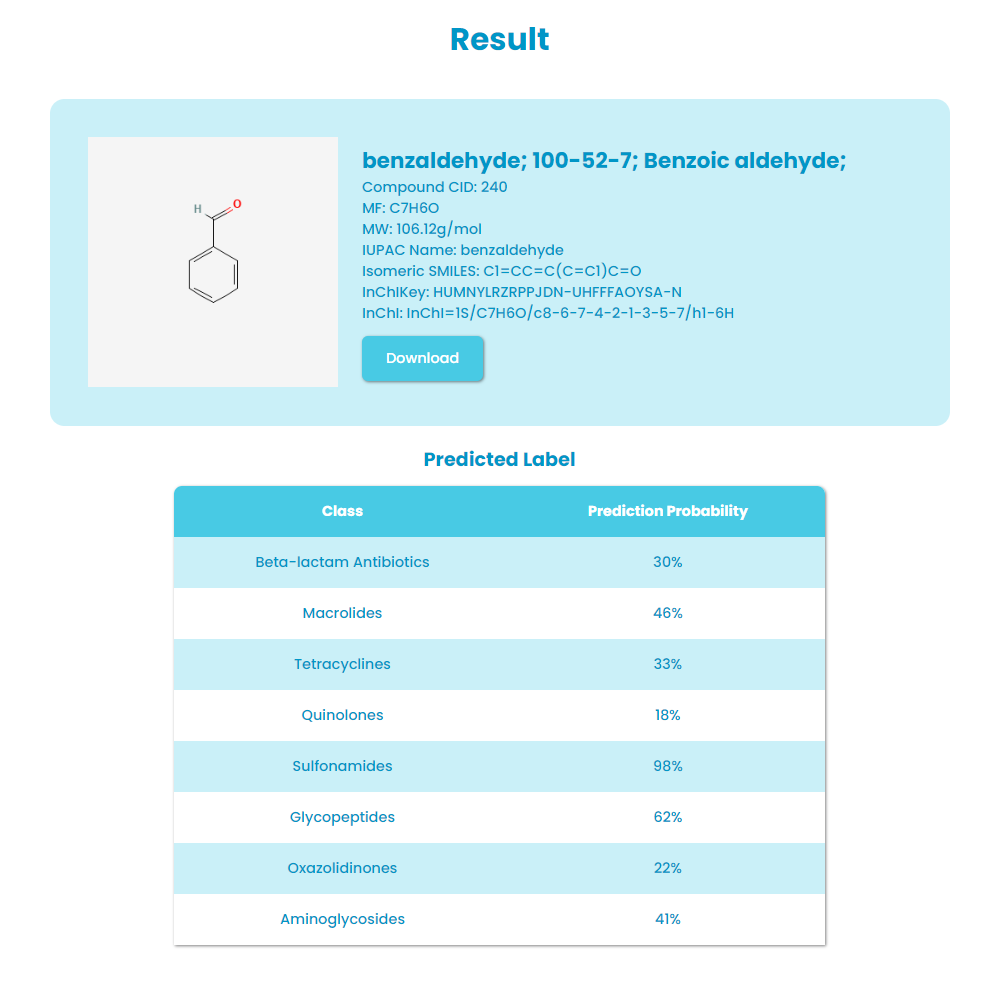 Result
H
O
benzaldehyde; 100-52-7; Benzoic aldehyde;
Compound CID: 240
MF: C7H6O
MW: 106.12g/mol
IUPAC Name: benzaldehyde
Isomeric SMILES: C1=CC=C(C=C1)C=O
InChIKey: HUMNYLRZRPPJDN-UHFFFAOYSA-N
InChI: InChI=1S/C7H6O/c8-6-7-4-2-1-3-5-7/h1-6H
Download
Predicted Label
Class Prediction Probability
Beta-lactam Antibiotics 30%
Macrolides 46%
Tetracyclines 33%
Quinolones 18%
Sulfonamides 98%
Glycopeptides 62%
Oxazolidinones 22%
Aminoglycosides 41%